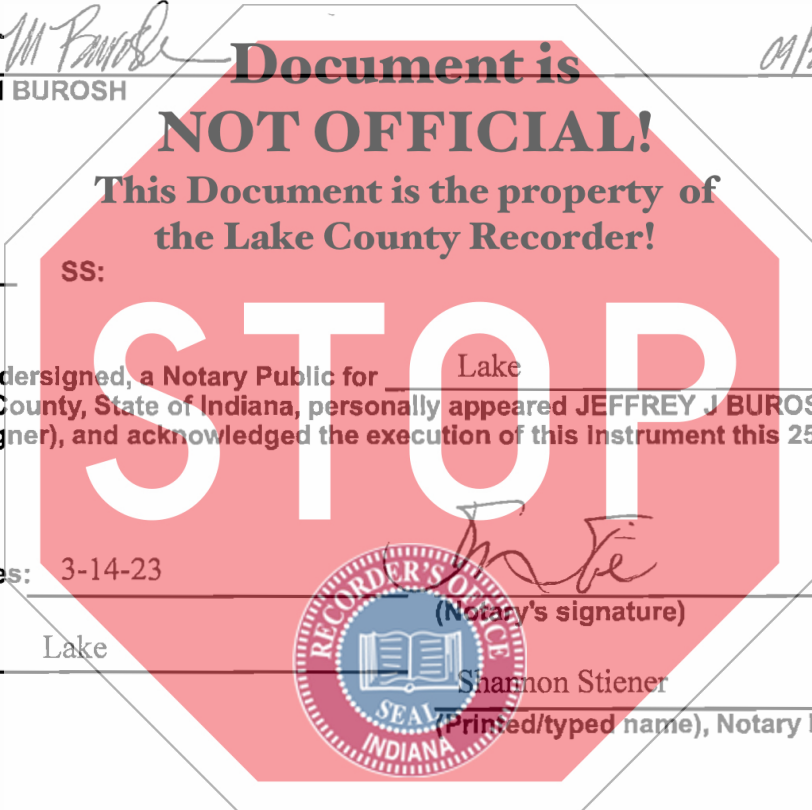 M Burosh 09/
BUROSH
Document is
NOT OFFICIAL!
This Document is the property of
the Lake County Recorder!
SS:
STOP
dersigned, a Notary Public for Lake
County, State of Indiana, personally appeared JEFFREY J BUROS
gner), and acknowledged the execution of this Instrument this 25
es: 3-14-23
(Notary's signature)
Lake
RECORDER'S OFFICE
SEAL
INDIANA
Shannon Stiener
(Printed/typed name), Notary